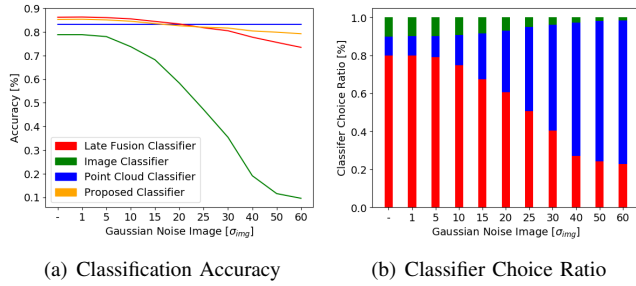 0.9
0.8
0.7
0.6
0.5
0.4
0.3
0.2
0.1
Accuracy [%]
Late Fusion Classifier
Image Classifier
Point Cloud Classifier
Proposed Classifier
- 1 5 10 15 20 25 30 40 50 60
Gaussian Noise Image [σimg]
(a) Classification Accuracy
1.0
0.8
0.6
0.4
0.2
0.0
Classifer Choice Ratio [%]
- 1 5 10 15 20 25 30 40 50 60
Gaussian Noise Image [σimg]
(b) Classifier Choice Ratio